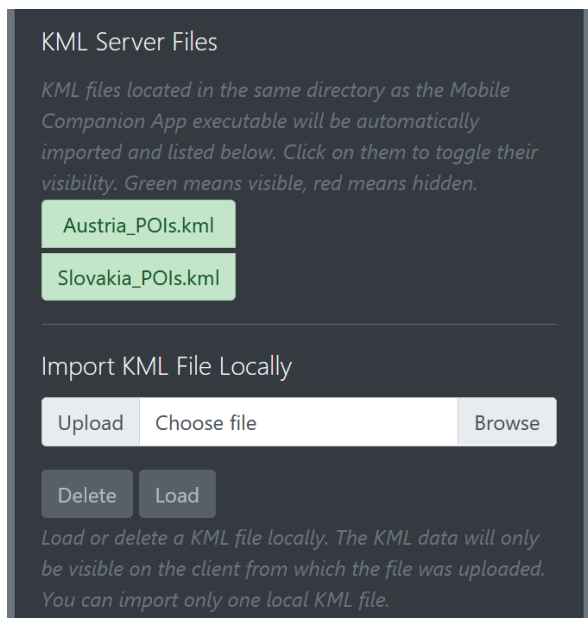 KML Server Files
KML files located in the same directory as the Mobile
Companion App executable will be automatically
imported and listed below. Click on them to toggle their
visibility. Green means visible, red means hidden.
Austria_POIs.kml
Slovakia_POIs.kml
Import KML File Locally
Upload Choose file Browse
Delete Load
Load or delete a KML file locally. The KML data will only
be visible on the client from which the file was uploaded.
You can import only one local KML file.